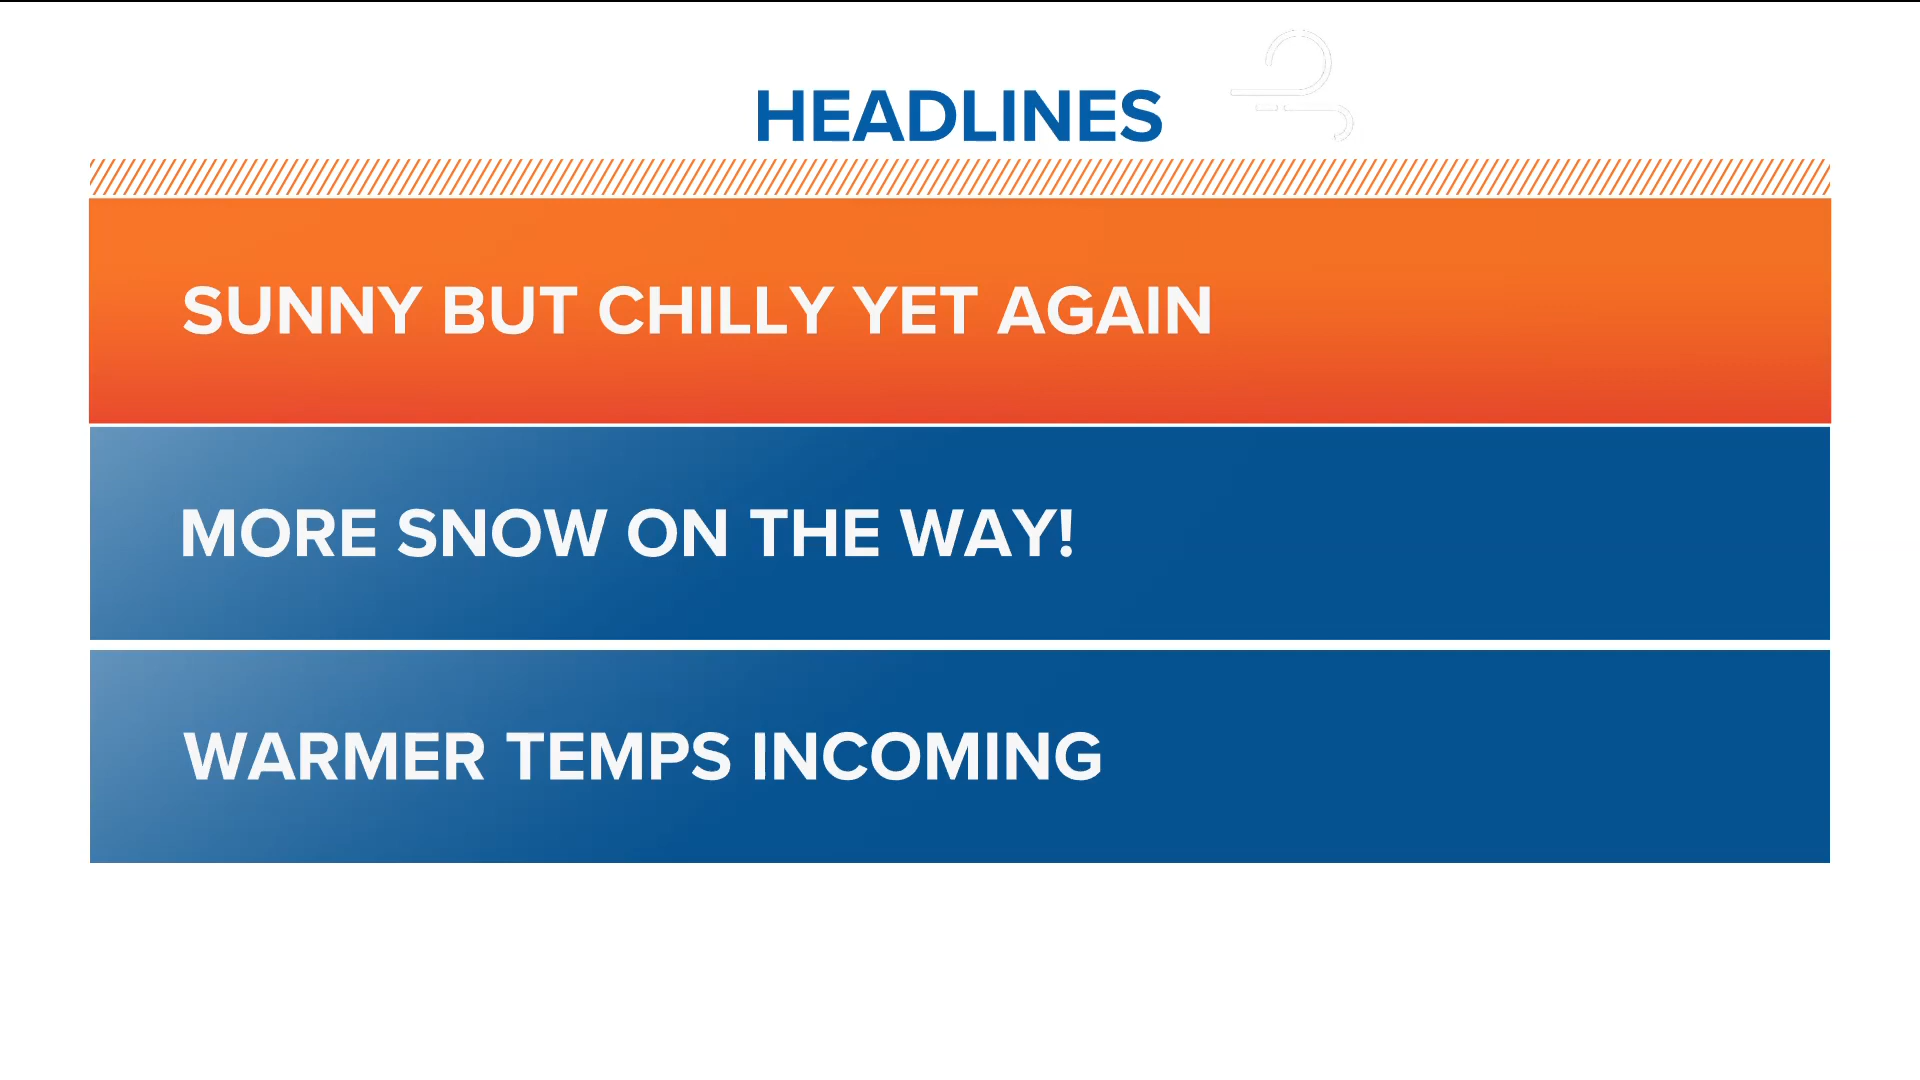 HEADLINES
SUNNY BUT CHILLY YET AGAIN
MORE SNOW ON THE WAY!
WARMER TEMPS INCOMING